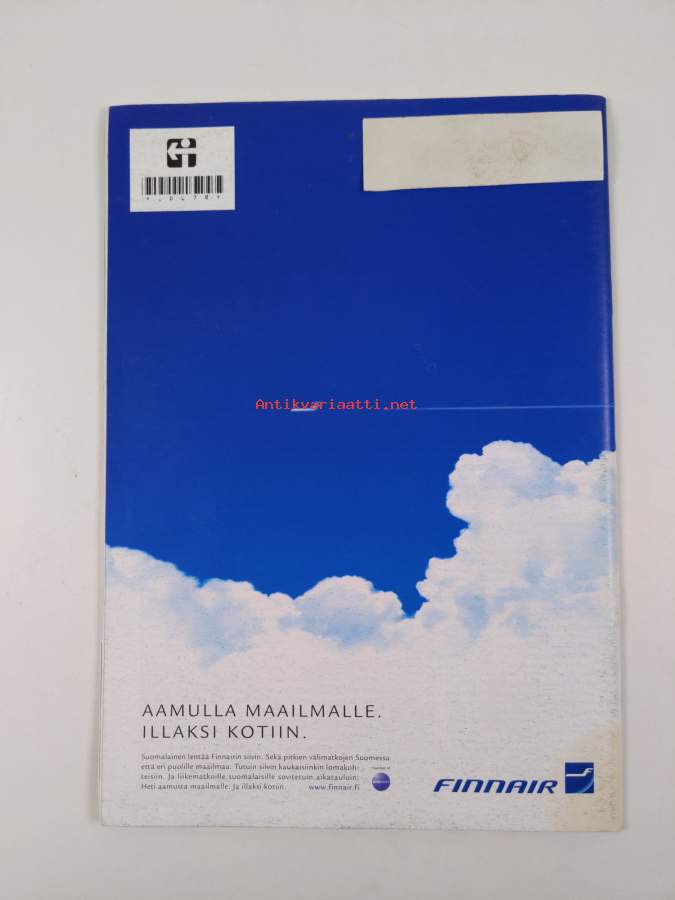 Antikvariaatti.net
AAMULLA MAAILMALLE.
ILLAKSI KOTIIN.
Suomalainen lentää Finnairin siivin. Sekä pitkien välimatkojen Suomessa
että eri puolille maailmaa. Tutuin siivin kaukaisiinkin lomakoh-
teisiin. Ja liikematkoille suomalaisille sovitetuin aikatauluin:
Heti aamusta maailmalle. Ja illaksi kotiin. www.finnair.fi
FINNAIR